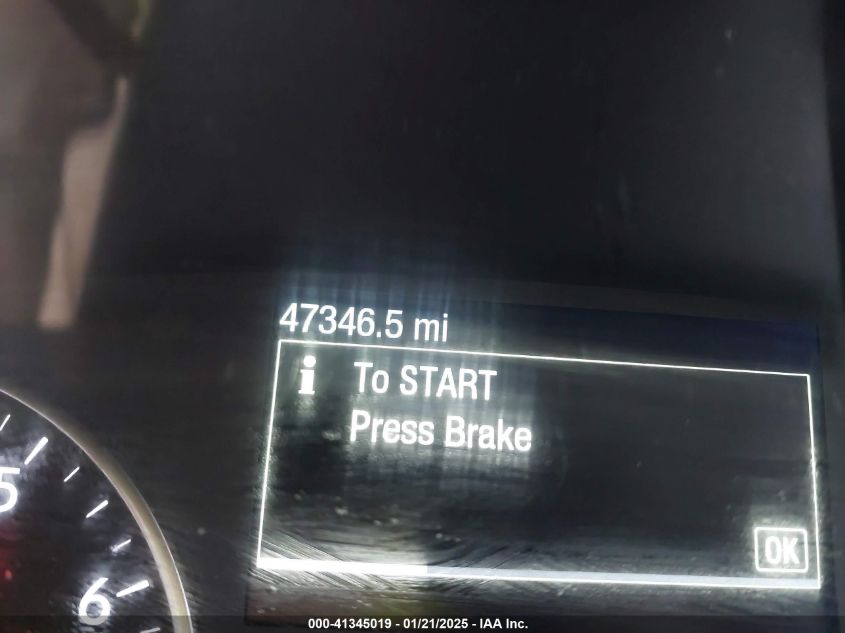 47346.5 mi
i
To START
Press Brake
OK
5
6
000-41345019 - 01/21/2025 - IAA Inc.